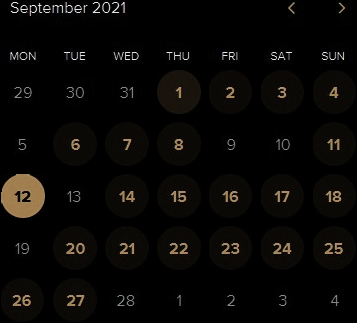 September 2021
MON TUE WED THU FRI SAT SUN
29 30 31 1 2 3 4
5 6 7 8 9 10 11
12 13 14 15 16 17 18
19 20 21 22 23 24 25
26 27 28 1 2 3 4